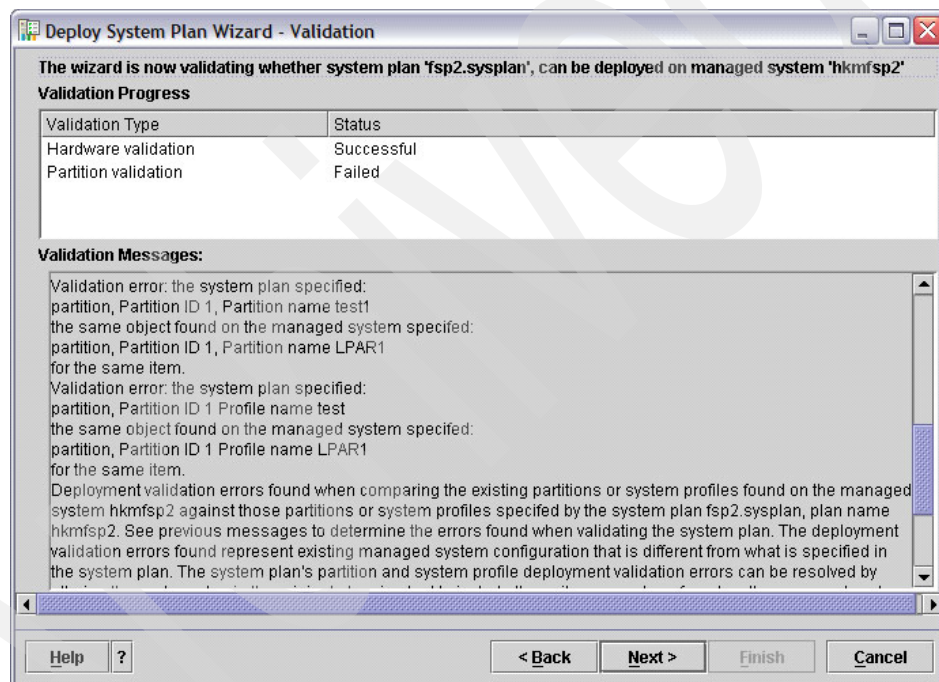 Deploy System Plan Wizard - Validation
The wizard is now validating whether system plan 'fsp2.sysplan', can be deployed on managed system 'hkmfsp2'
Validation Progress
Validation Type Status
Hardware validation Successful
Partition validation Failed
Validation Messages:
Validation error: the system plan specified:
partition, Partition ID 1, Partition name test1
the same object found on the managed system specifed:
partition, Partition ID 1, Partition name LPAR1
for the same item.
Validation error: the system plan specified:
partition, Partition ID 1 Profile name test
the same object found on the managed system specifed:
partition, Partition ID 1 Profile name LPAR1
for the same item.
Deployment validation errors found when comparing the existing partitions or system profiles found on the managed
system hkmfsp2 against those partitions or system profiles specifed by the system plan fsp2.sysplan, plan name
hkmfsp2. See previous messages to determine the errors found when validating the system plan. The deployment
validation errors found represent existing managed system configuration that is different from what is specified in
the system plan. The system plan's partition and system profile deployment validation errors can be resolved by
Help ? < Back Next > Finish Cancel